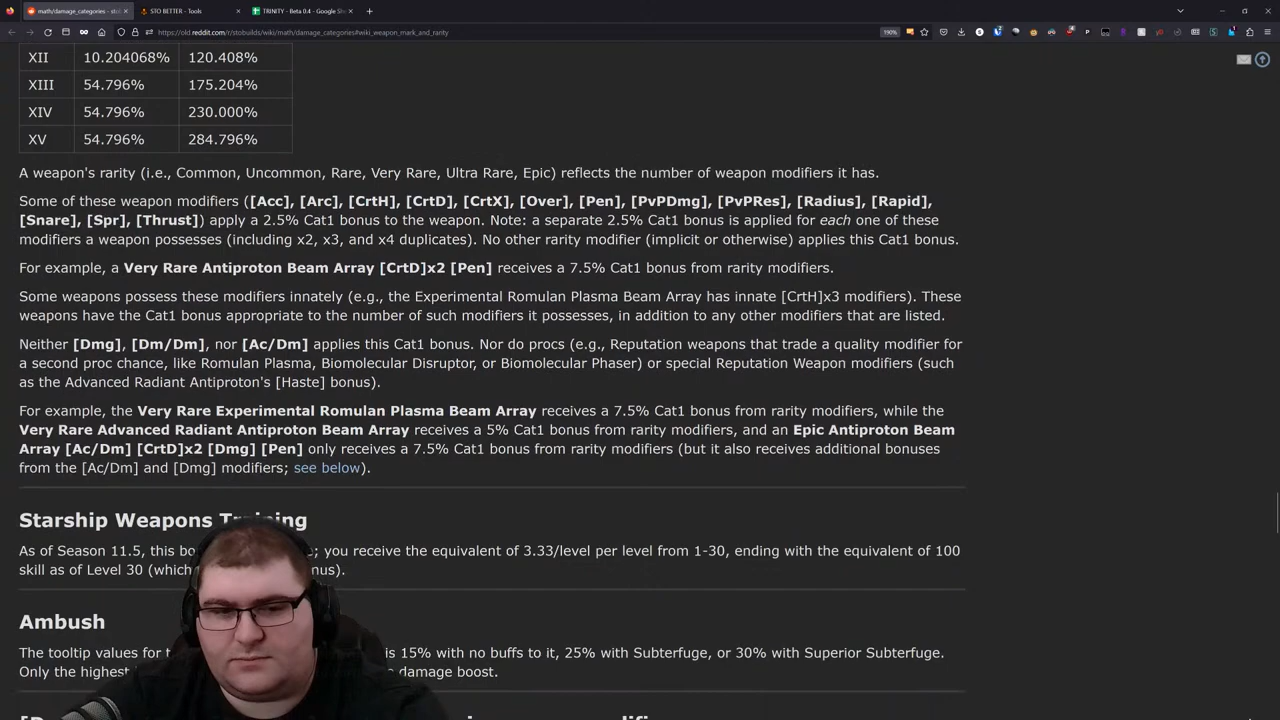 math/damage_categories - stob
STO BETTER - Tools
TRINITY - Beta 0.4 - Google Sh
https://old.reddit.com/r/stobuilds/wiki/math/damage_categories#wiki_weapon_mark_and_rarity
190%
XII 10.204068% 120.408%
XIII 54.796% 175.204%
XIV 54.796% 230.000%
XV 54.796% 284.796%
A weapon's rarity (i.e., Common, Uncommon, Rare, Very Rare, Ultra Rare, Epic) reflects the number of weapon modifiers it has.
Some of these weapon modifiers ([Acc], [Arc], [CrtH], [CrtD], [CrtX], [Over], [Pen], [PvPDmg], [PvPRes], [Radius], [Rapid],
[Snare], [Spr], [Thrust]) apply a 2.5% Cat1 bonus to the weapon. Note: a separate 2.5% Cat1 bonus is applied for each one of these
modifiers a weapon possesses (including x2, x3, and x4 duplicates). No other rarity modifier (implicit or otherwise) applies this Cat1 bonus.
For example, a Very Rare Antiproton Beam Array [CrtD]x2 [Pen] receives a 7.5% Cat1 bonus from rarity modifiers.
Some weapons possess these modifiers innately (e.g., the Experimental Romulan Plasma Beam Array has innate [CrtH]x3 modifiers). These
weapons have the Cat1 bonus appropriate to the number of such modifiers it possesses, in addition to any other modifiers that are listed.
Neither [Dmg], [Dm/Dm], nor [Ac/Dm] applies this Cat1 bonus. Nor do procs (e.g., Reputation weapons that trade a quality modifier for
a second proc chance, like Romulan Plasma, Biomolecular Disruptor, or Biomolecular Phaser) or special Reputation Weapon modifiers (such
as the Advanced Radiant Antiproton's [Haste] bonus).
For example, the Very Rare Experimental Romulan Plasma Beam Array receives a 7.5% Cat1 bonus from rarity modifiers, while the
Very Rare Advanced Radiant Antiproton Beam Array receives a 5% Cat1 bonus from rarity modifiers, and an Epic Antiproton Beam
Array [Ac/Dm] [CrtD]x2 [Dmg] [Pen] only receives a 7.5% Cat1 bonus from rarity modifiers (but it also receives additional bonuses
from the [Ac/Dm] and [Dmg] modifiers; see below).
Starship Weapons Training
As of Season 11.5, this bo ; you receive the equivalent of 3.33/level per level from 1-30, ending with the equivalent of 100
skill as of Level 30 (which nus).
Ambush
The tooltip values for t is 15% with no buffs to it, 25% with Subterfuge, or 30% with Superior Subterfuge.
Only the highest damage boost.